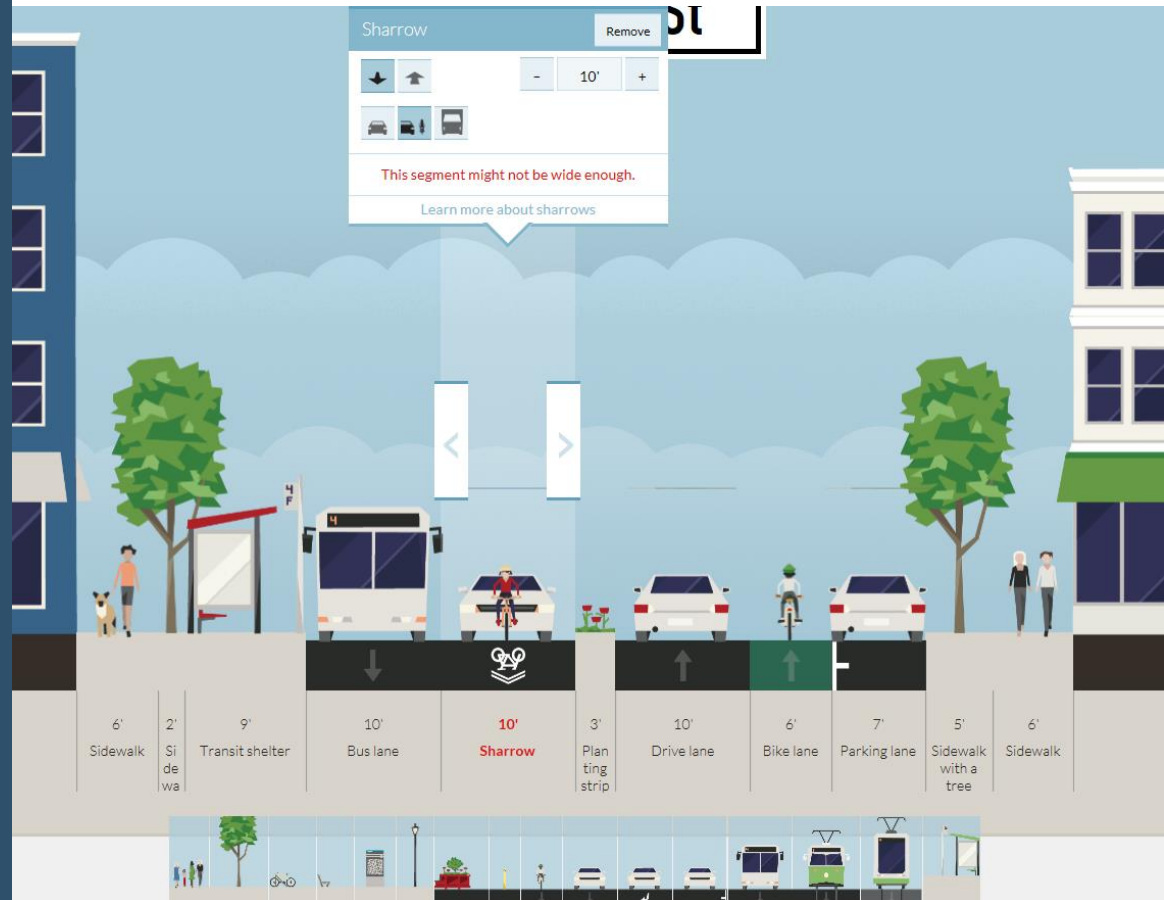 St
Sharrow Remove
- 10' +
This segment might not be wide enough.
Learn more about sharrows
4
F
4
6' 2' 9' 10' 10' 3' 10' 6' 7' 5' 6'
Sidewalk
Si
de
wa
Transit shelter
Bus lane
Sharrow
Plan
ting
strip
Drive lane
Bike lane
Parking lane
Sidewalk
with a
tree
Sidewalk